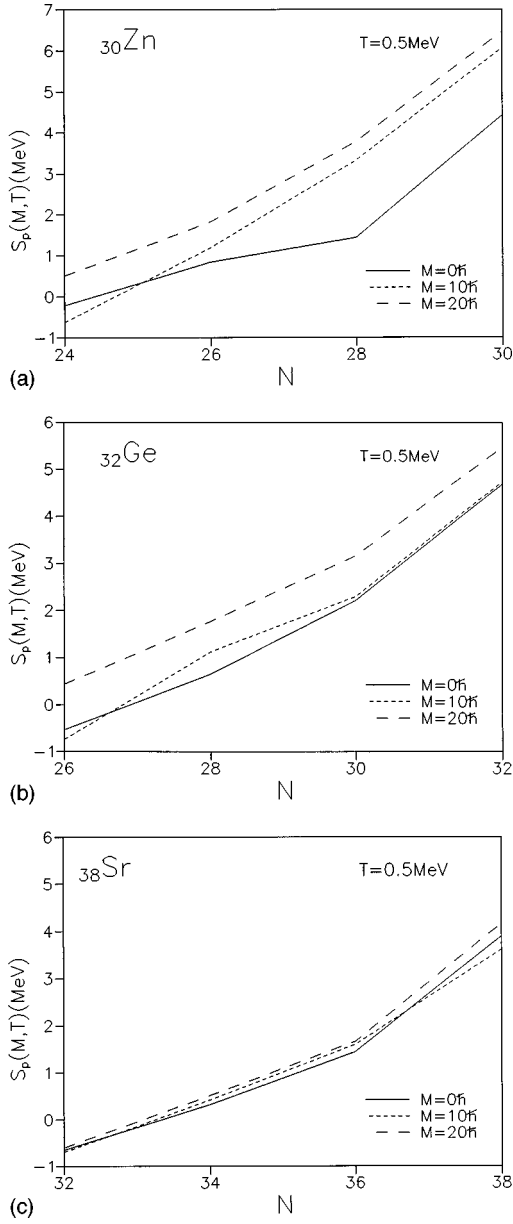 ₃₀Zn
T=0.5MeV
7
6
5
4
3
2
1
0
-1
Sₚ(M,T)(MeV)
M=0ħ
M=10ħ
M=20ħ
24
26
28
30
(a)
N
₃₂Ge
T=0.5MeV
6
5
4
3
2
1
0
-1
Sₚ(M,T)(MeV)
M=0ħ
M=10ħ
M=20ħ
26
28
30
32
(b)
N
₃₈Sr
T=0.5MeV
6
5
4
3
2
1
0
-1
Sₚ(M,T)(MeV)
M=0ħ
M=10ħ
M=20ħ
32
34
36
38
(c)
N